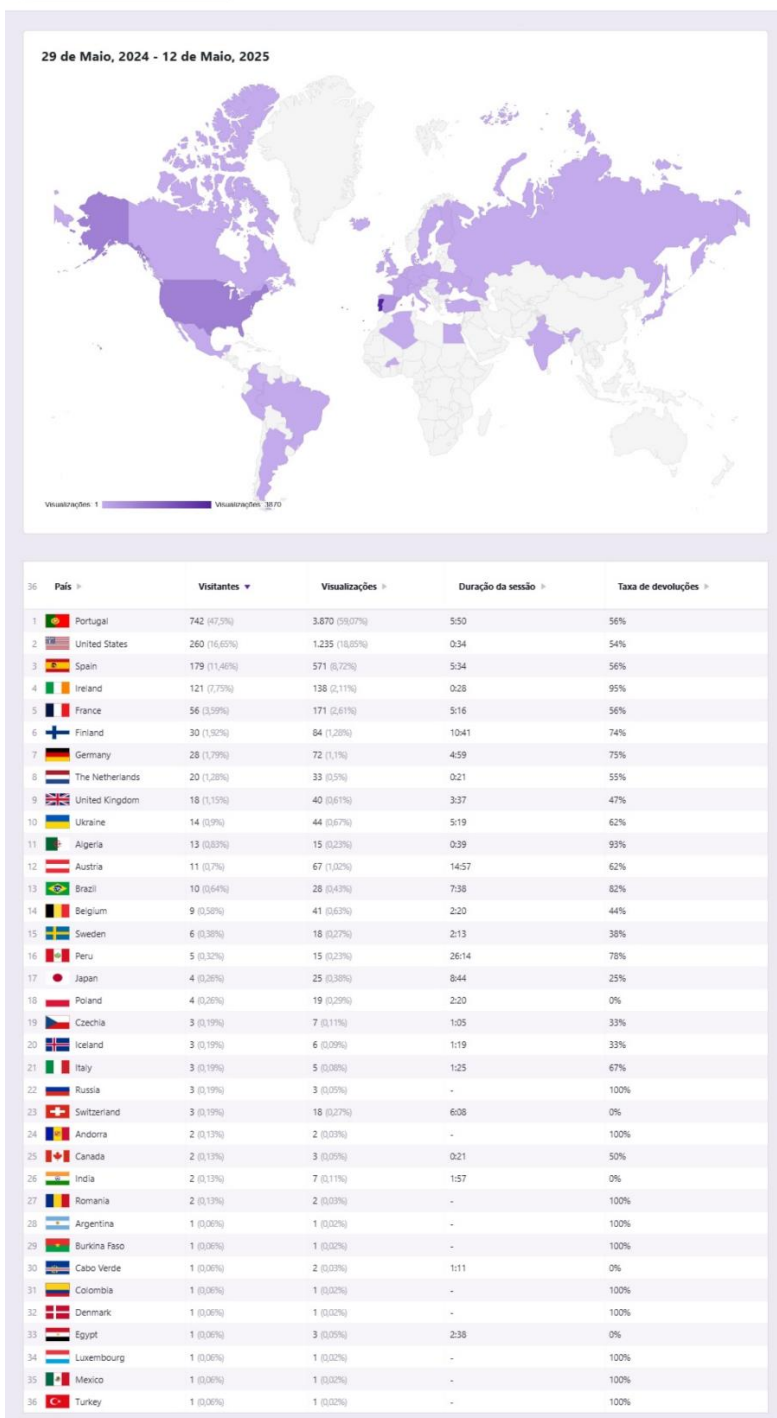 29 de Maio, 2024 - 12 de Maio, 2025
Visualizações: 1 Visualizações: 3870
36 País Visitantes Visualizações Duração da sessão Taxa de devoluções
1 Portugal 742 (47,5%) 3.870 (59,07%) 5:50 56%
2 United States 260 (16,65%) 1.235 (18,85%) 0:34 54%
3 Spain 179 (11,46%) 571 (8,72%) 5:34 56%
4 Ireland 121 (7,75%) 138 (2,11%) 0:28 95%
5 France 56 (3,59%) 171 (2,61%) 5:16 56%
6 Finland 30 (1,92%) 84 (1,28%) 10:41 74%
7 Germany 28 (1,79%) 72 (1,1%) 4:59 75%
8 The Netherlands 20 (1,28%) 33 (0,5%) 0:21 55%
9 United Kingdom 18 (1,15%) 40 (0,61%) 3:37 47%
10 Ukraine 14 (0,9%) 44 (0,67%) 5:19 62%
11 Algeria 13 (0,83%) 15 (0,23%) 0:39 93%
12 Austria 11 (0,7%) 67 (1,02%) 14:57 62%
13 Brazil 10 (0,64%) 28 (0,43%) 7:38 82%
14 Belgium 9 (0,58%) 41 (0,63%) 2:20 44%
15 Sweden 6 (0,38%) 18 (0,27%) 2:13 38%
16 Peru 5 (0,32%) 15 (0,23%) 26:14 78%
17 Japan 4 (0,26%) 25 (0,38%) 8:44 25%
18 Poland 4 (0,26%) 19 (0,29%) 2:20 0%
19 Czechia 3 (0,19%) 7 (0,11%) 1:05 33%
20 Iceland 3 (0,19%) 6 (0,09%) 1:19 33%
21 Italy 3 (0,19%) 5 (0,08%) 1:25 67%
22 Russia 3 (0,19%) 3 (0,05%) - 100%
23 Switzerland 3 (0,19%) 18 (0,27%) 6:08 0%
24 Andorra 2 (0,13%) 2 (0,03%) - 100%
25 Canada 2 (0,13%) 3 (0,05%) 0:21 50%
26 India 2 (0,13%) 7 (0,11%) 1:57 0%
27 Romania 2 (0,13%) 2 (0,03%) - 100%
28 Argentina 1 (0,06%) 1 (0,02%) - 100%
29 Burkina Faso 1 (0,06%) 1 (0,02%) - 100%
30 Cabo Verde 1 (0,06%) 2 (0,03%) 1:11 0%
31 Colombia 1 (0,06%) 1 (0,02%) - 100%
32 Denmark 1 (0,06%) 1 (0,02%) - 100%
33 Egypt 1 (0,06%) 3 (0,05%) 2:38 0%
34 Luxembourg 1 (0,06%) 1 (0,02%) - 100%
35 Mexico 1 (0,06%) 1 (0,02%) - 100%
36 Turkey 1 (0,06%) 1 (0,02%) - 100%